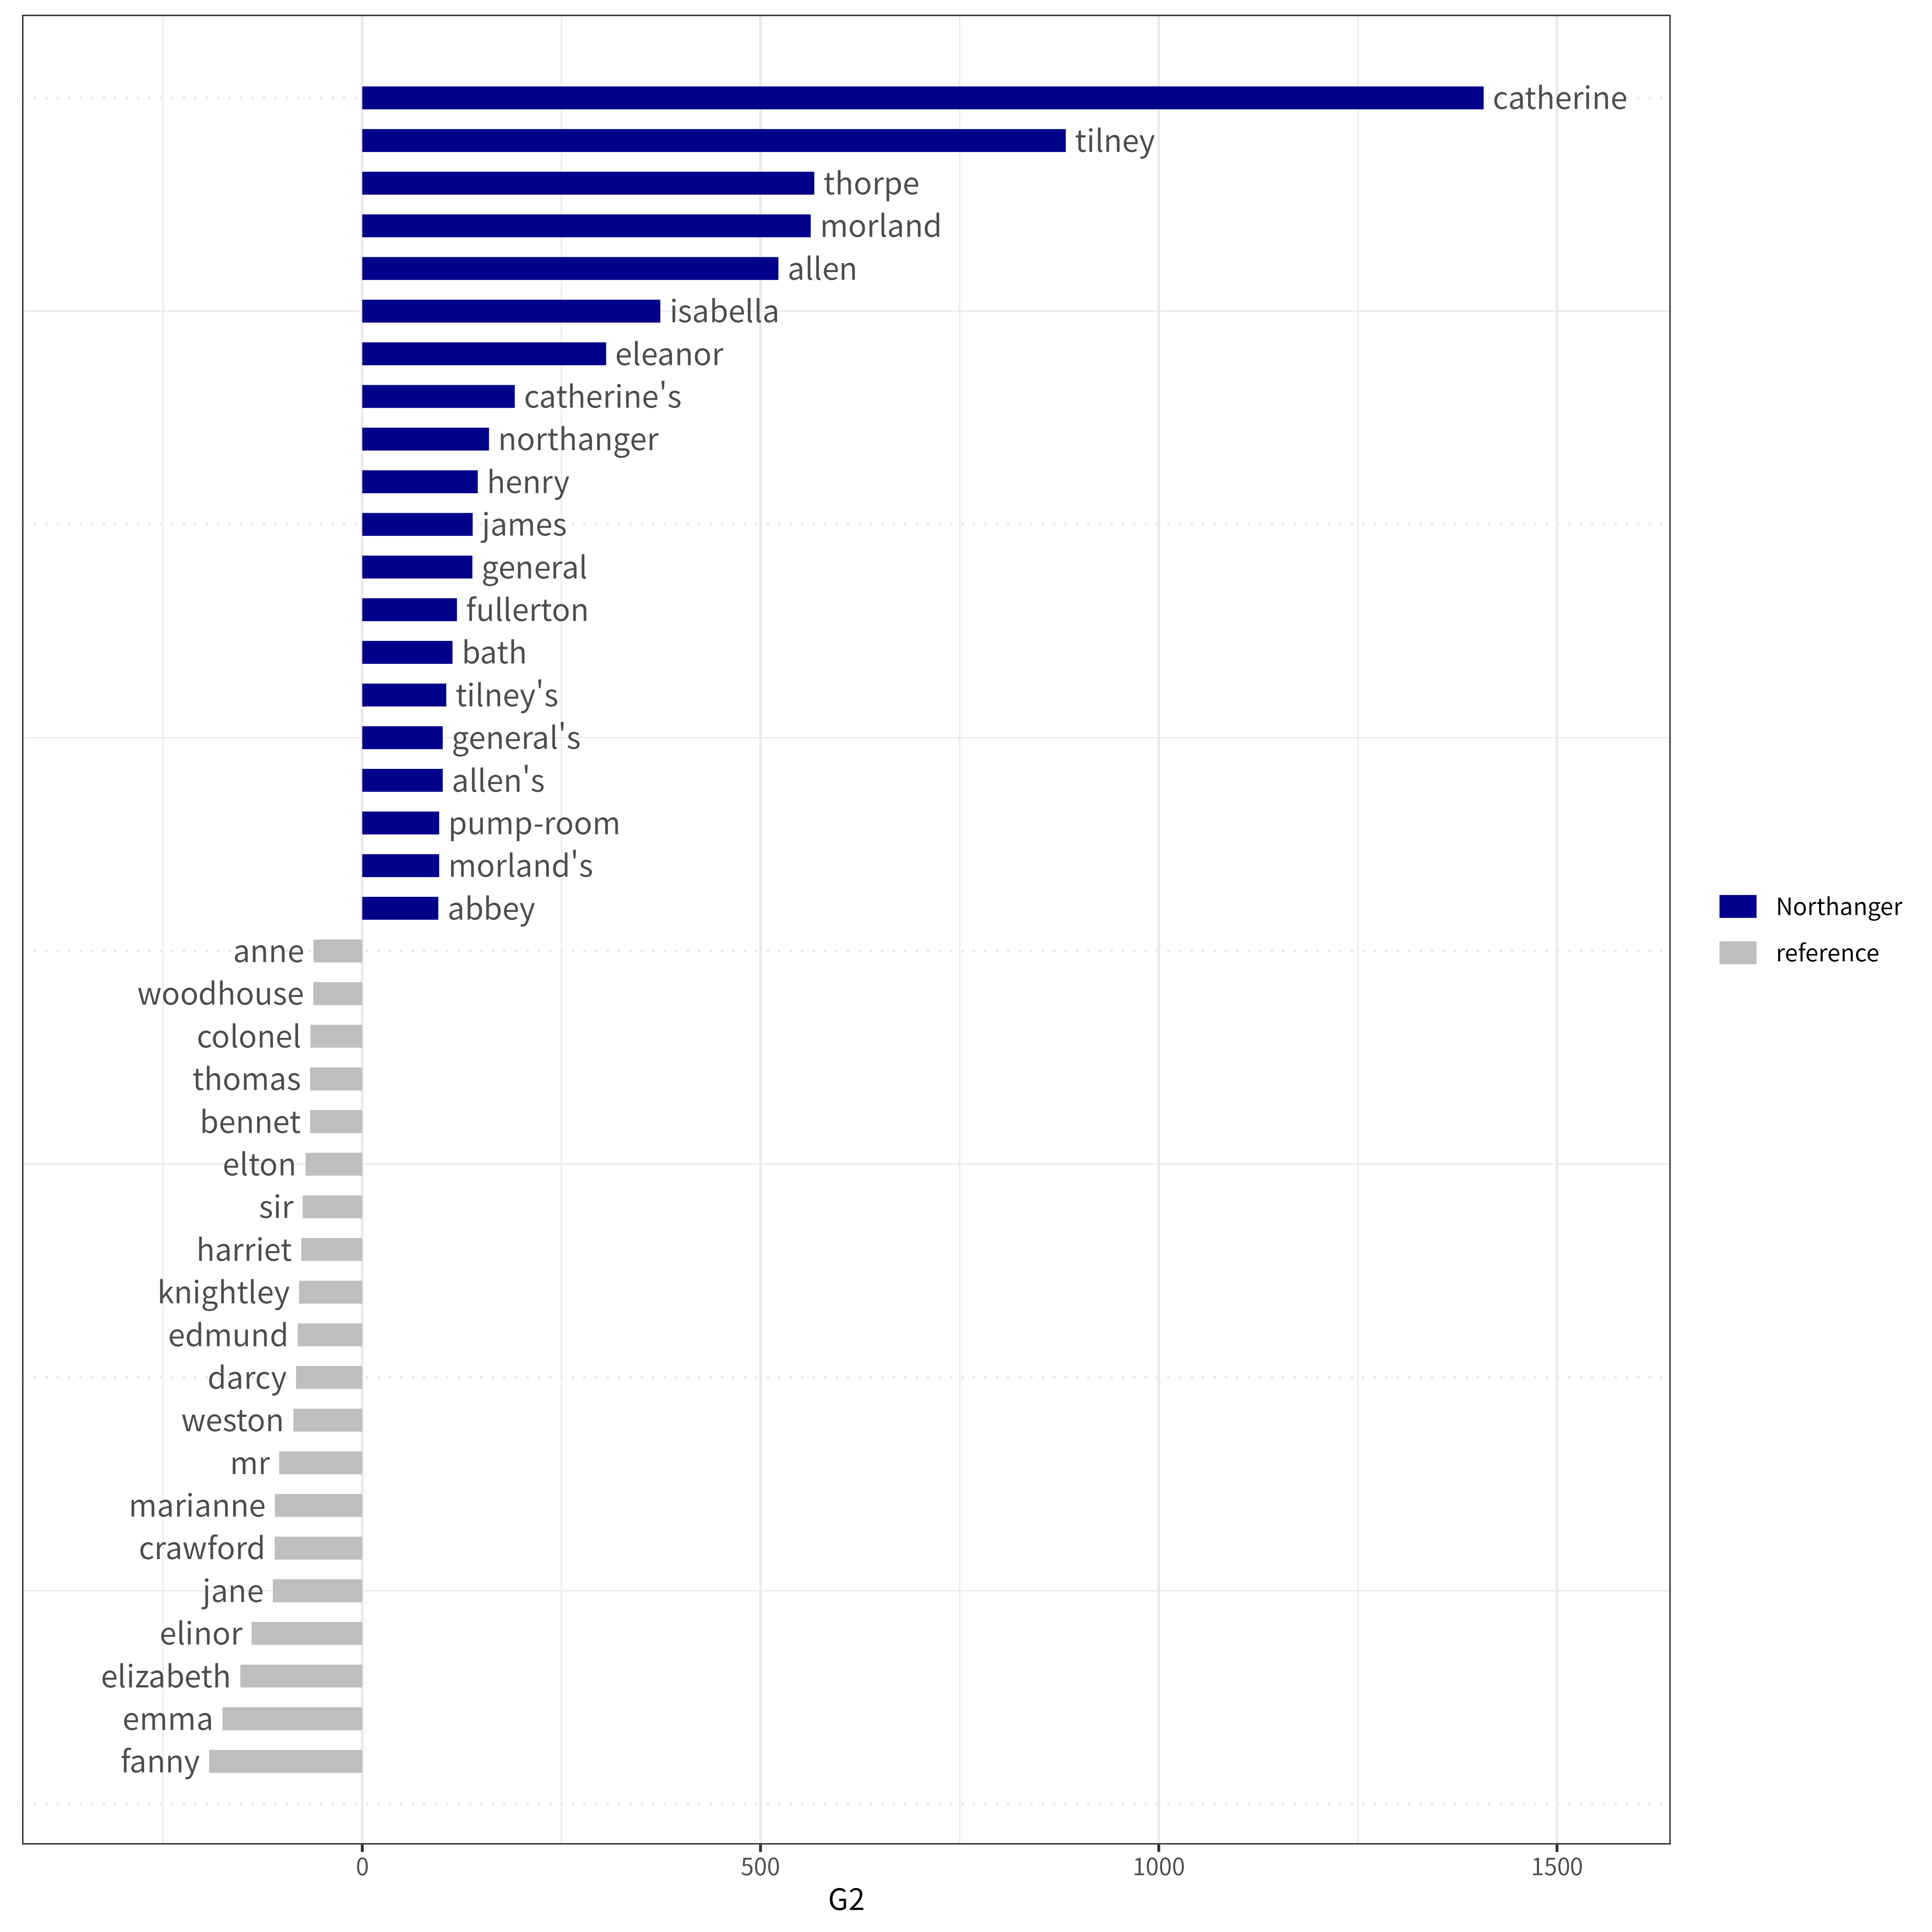 catherine
tilney
thorpe
morland
allen
isabella
eleanor
catherine's
northanger
henry
james
general
fullerton
bath
tilney's
general's
allen's
pump-room
morland's
abbey
anne
woodhouse
colonel
thomas
bennet
elton
sir
harriet
knightley
edmund
darcy
weston
mr
marianne
crawford
jane
elinor
elizabeth
emma
fanny
0 500 1000 1500
G2
Northanger
reference